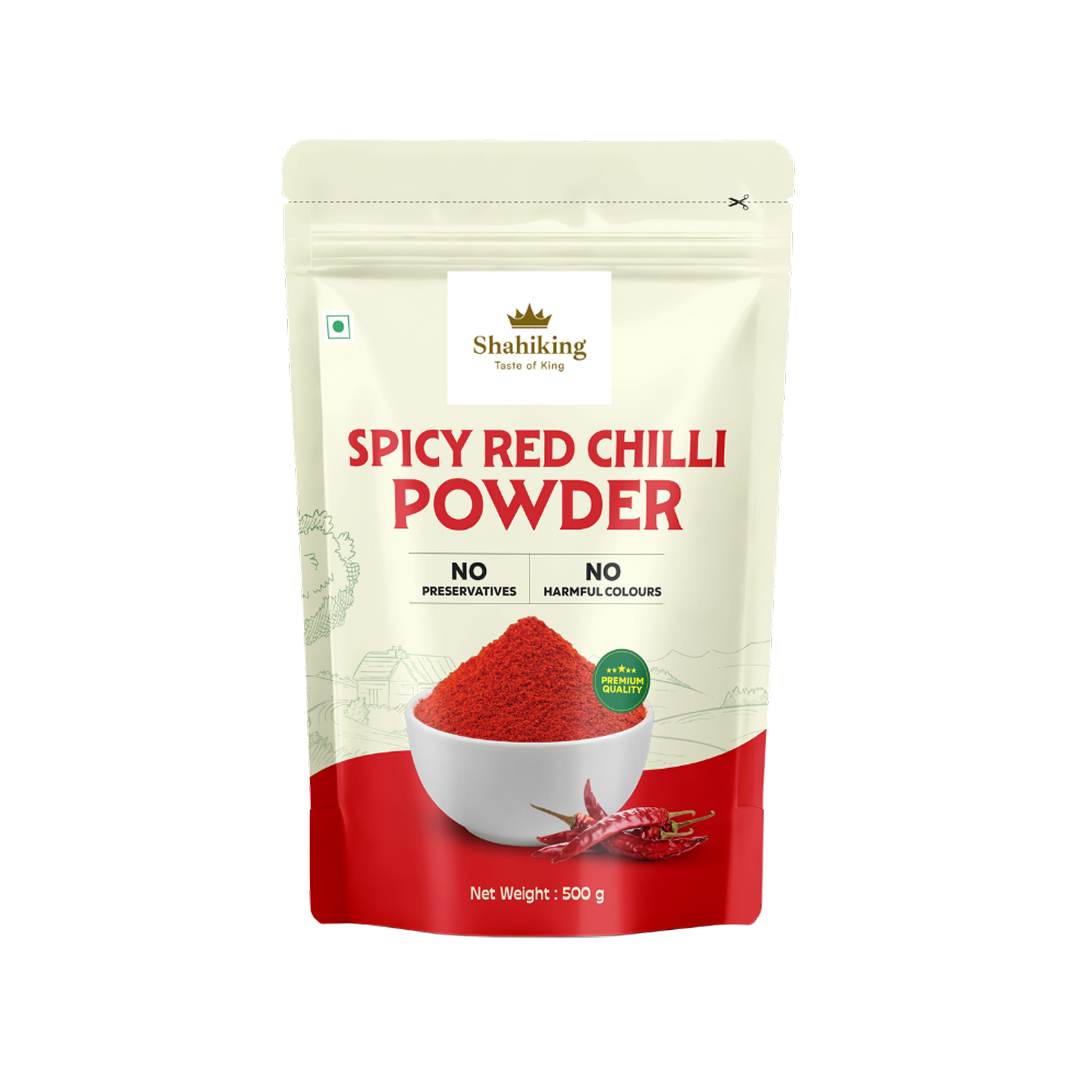 Shahiking
Taste of King
SPICY RED CHILLI
POWDER
NO
PRESERVATIVES
NO
HARMFUL COLOURS
PREMIUM
QUALITY
Net Weight : 500 g